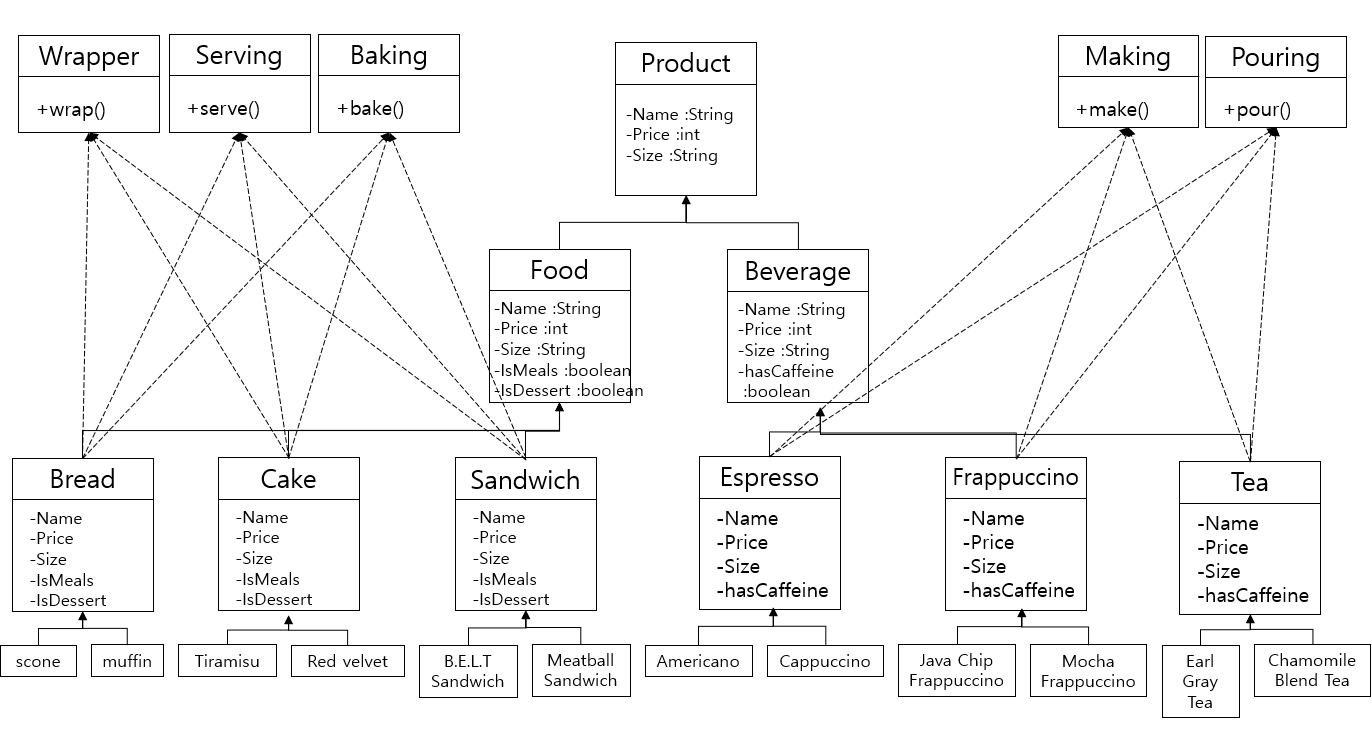 Wrapper
+wrap()
Serving
+serve()
Baking
+bake()
Product
-Name :String
-Price :int
-Size :String
Making
+make()
Pouring
+pour()
Food
-Name :String
-Price :int
-Size :String
-IsMeals :boolean
-IsDessert :boolean
Beverage
-Name :String
-Price :int
-Size :String
-hasCaffeine
:boolean
Bread
-Name
-Price
-Size
-IsMeals
-IsDessert
Cake
-Name
-Price
-Size
-IsMeals
-IsDessert
Sandwich
-Name
-Price
-Size
-IsMeals
-IsDessert
Espresso
-Name
-Price
-Size
-hasCaffeine
Frappuccino
-Name
-Price
-Size
-hasCaffeine
Tea
-Name
-Price
-Size
-hasCaffeine
scone
muffin
Tiramisu
Red velvet
B.E.L.T
Sandwich
Meatball
Sandwich
Americano
Cappuccino
Java Chip
Frappuccino
Mocha
Frappuccino
Earl
Gray
Tea
Chamomile
Blend Tea